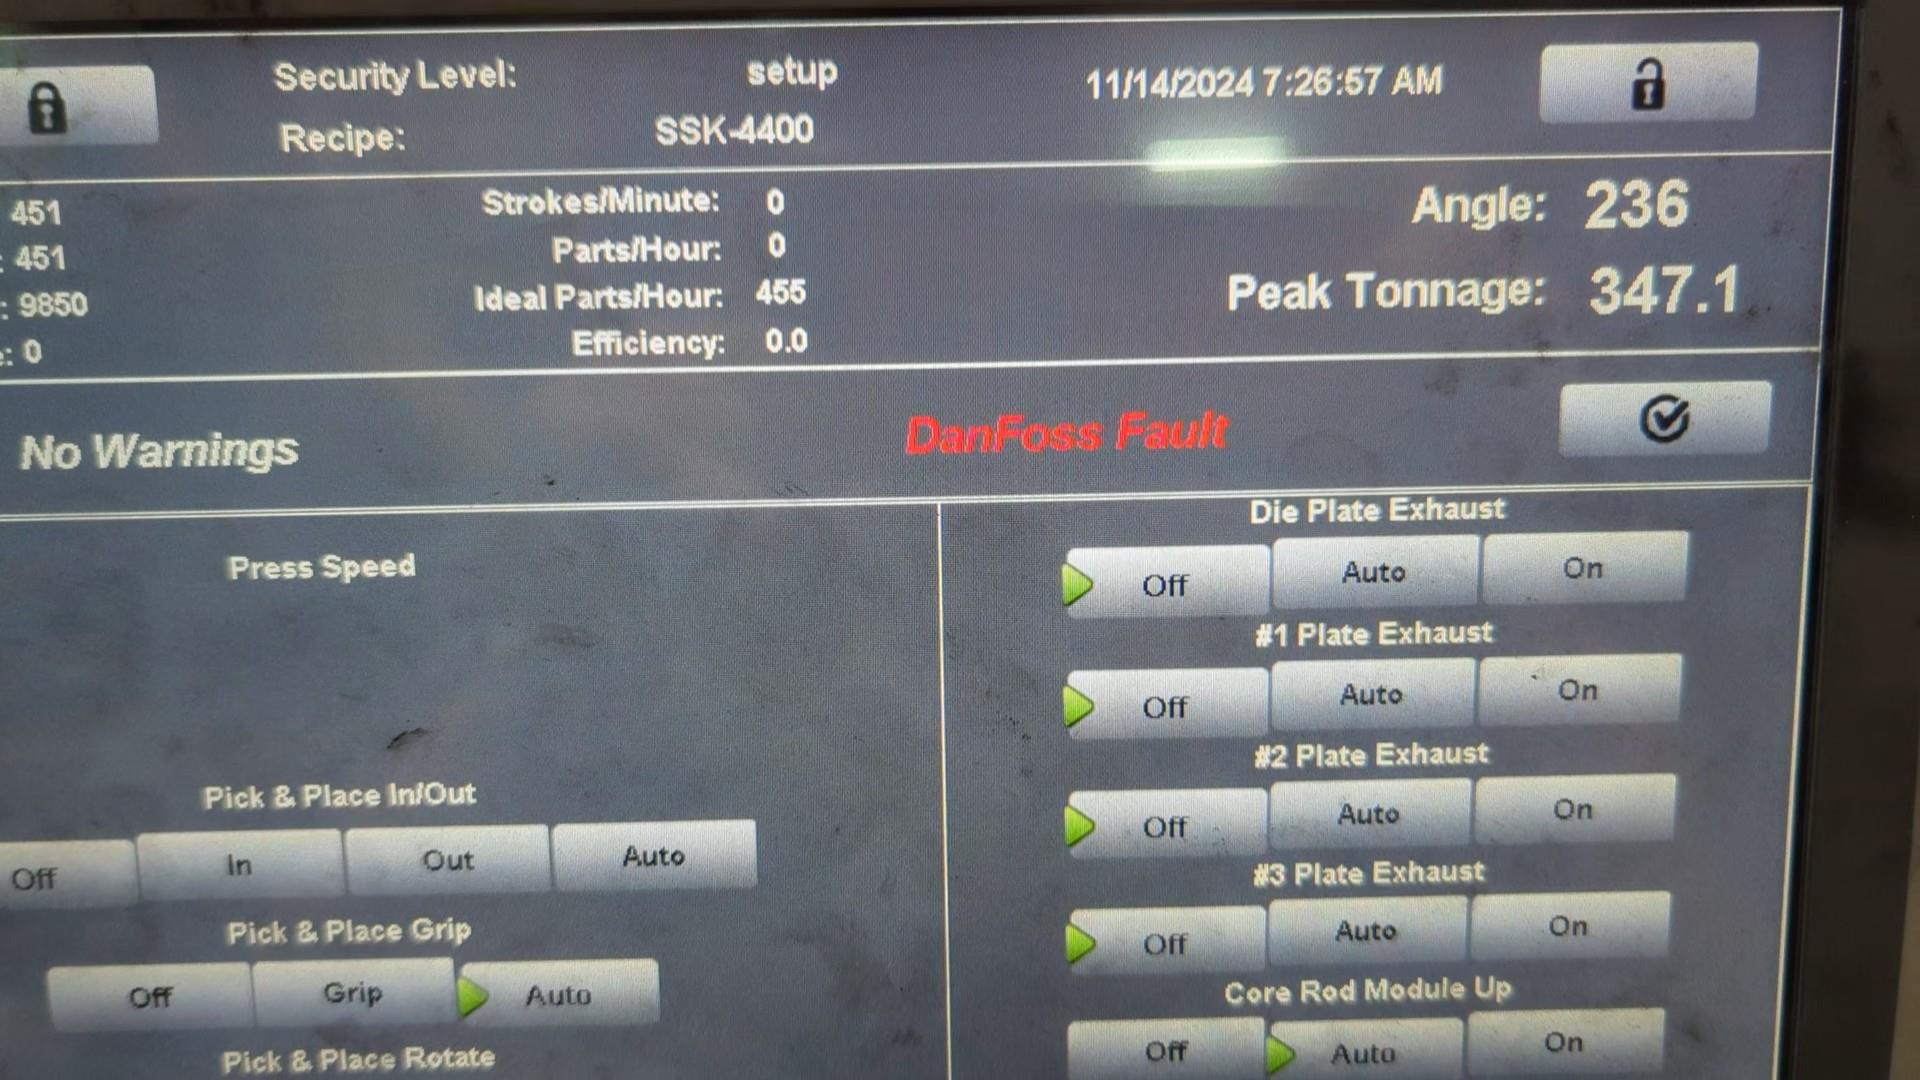 Security Level: setup 11/14/2024 7:26:57 AM
Recipe: SSK-4400
451 Strokes/Minute: 0 Angle: 236
: 451 Parts/Hour: 0
: 9850 Ideal Parts/Hour: 455 Peak Tonnage: 347.1
e: 0 Efficiency: 0.0
No Warnings DanFoss Fault
Press Speed
Pick & Place In/Out
Off In Out Auto
Pick & Place Grip
Off Grip Auto
Pick & Place Rotate
Die Plate Exhaust
Off Auto On
#1 Plate Exhaust
Off Auto On
#2 Plate Exhaust
Off Auto On
#3 Plate Exhaust
Off Auto On
Core Rod Module Up
Off Auto On